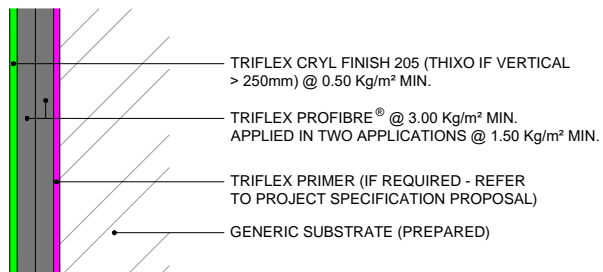 TRIFLEX CRYL FINISH 205 (THIXO IF VERTICAL
> 250mm) @ 0.50 Kg/m² MIN.
TRIFLEX PROFIBRE® @ 3.00 Kg/m² MIN.
APPLIED IN TWO APPLICATIONS @ 1.50 Kg/m² MIN.
TRIFLEX PRIMER (IF REQUIRED - REFER
TO PROJECT SPECIFICATION PROPOSAL)
GENERIC SUBSTRATE (PREPARED)